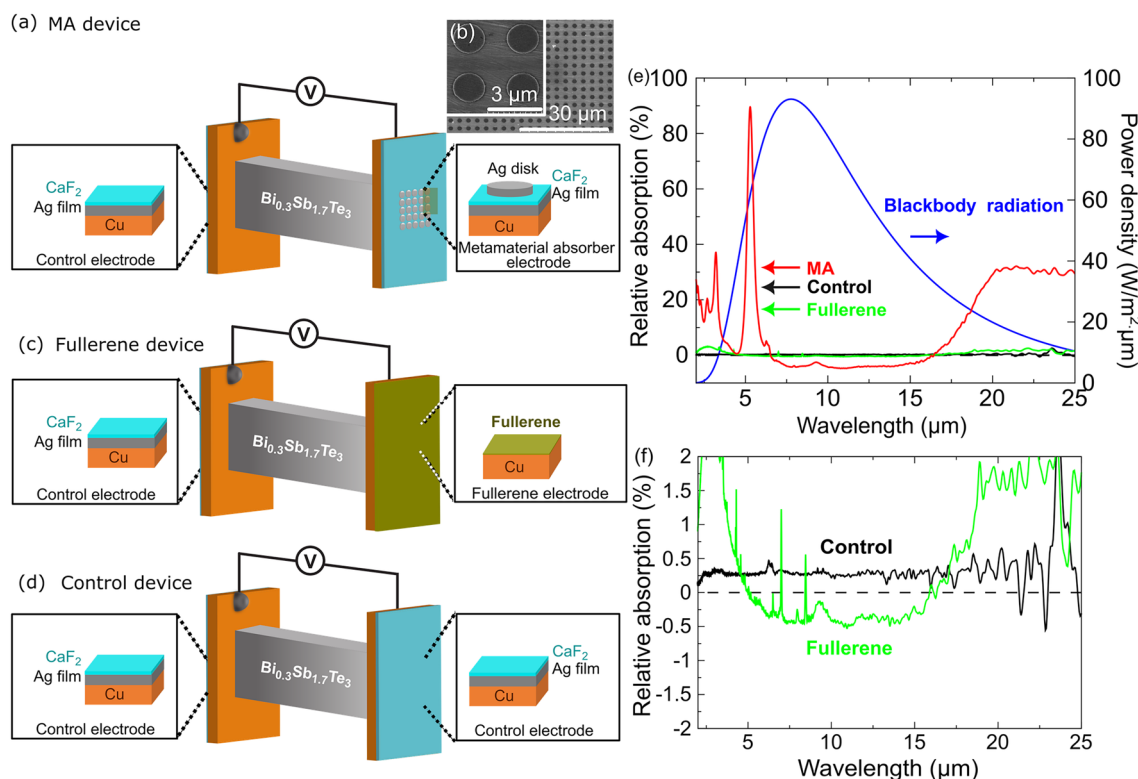 (a) MA device
V
Bi0.3Sb1.7Te3
CaF2
Ag film
Cu
Control electrode
Ag disk
CaF2
Ag film
Cu
Metamaterial absorber
electrode
(b)
3 μm
30 μm
(c) Fullerene device
V
Bi0.3Sb1.7Te3
CaF2
Ag film
Cu
Control electrode
Fullerene
Cu
Fullerene electrode
(d) Control device
V
Bi0.3Sb1.7Te3
CaF2
Ag film
Cu
Control electrode
CaF2
Ag film
Cu
Control electrode
(e)
Relative absorption (%)
100
80
60
40
20
0
Blackbody radiation
MA
Control
Fullerene
100
80
60
40
20
0
Power density (W/m²·μm)
5 10 15 20 25
Wavelength (μm)
(f)
Relative absorption (%)
2
1.5
1
0.5
0
-0.5
-1
-1.5
-2
Control
Fullerene
5 10 15 20 25
Wavelength (μm)